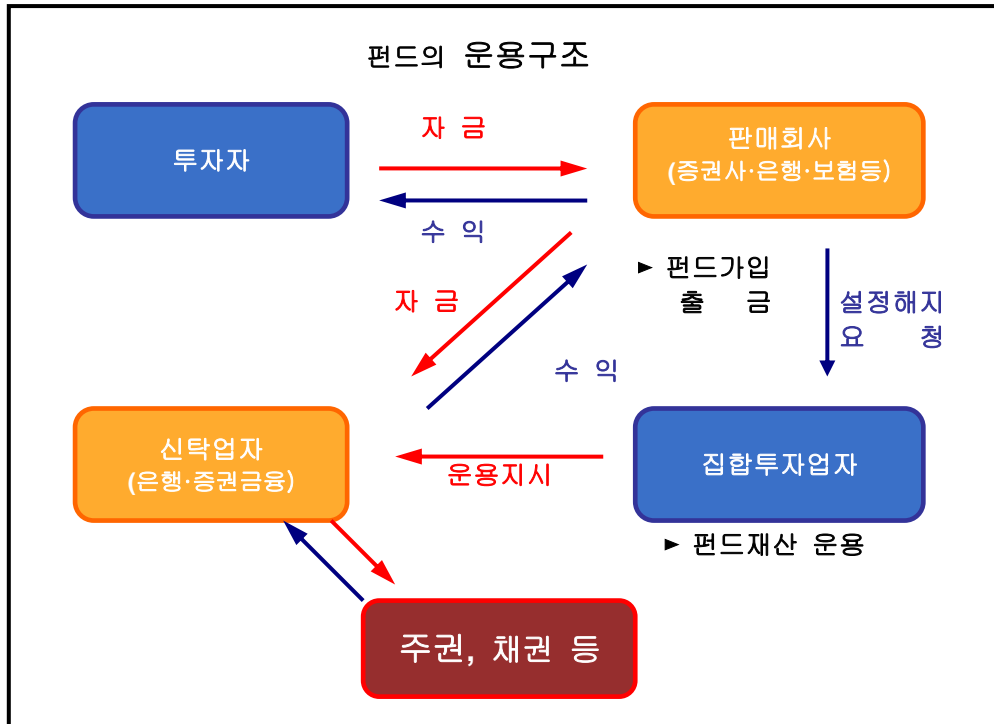 펀드의 운용구조
투자자
자 금
수 익
판매회사
(증권사·은행·보험등)
► 펀드가입
출 금
설정해지
요 청
자 금
수 익
신탁업자
(은행·증권금융)
운용지시
집합투자업자
► 펀드재산 운용
주권, 채권 등